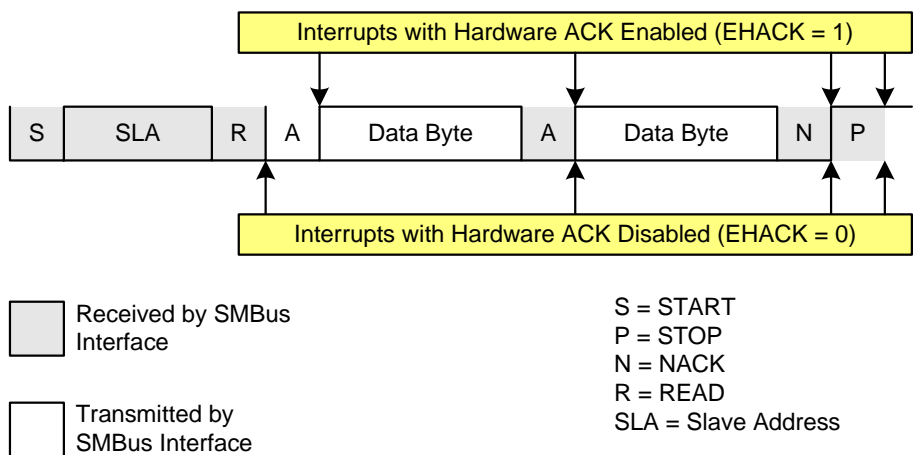 Interrupts with Hardware ACK Enabled (EHACK = 1)
S SLA R A Data Byte A Data Byte N P
Interrupts with Hardware ACK Disabled (EHACK = 0)
Received by SMBus
Interface
Transmitted by
SMBus Interface
S = START
P = STOP
N = NACK
R = READ
SLA = Slave Address